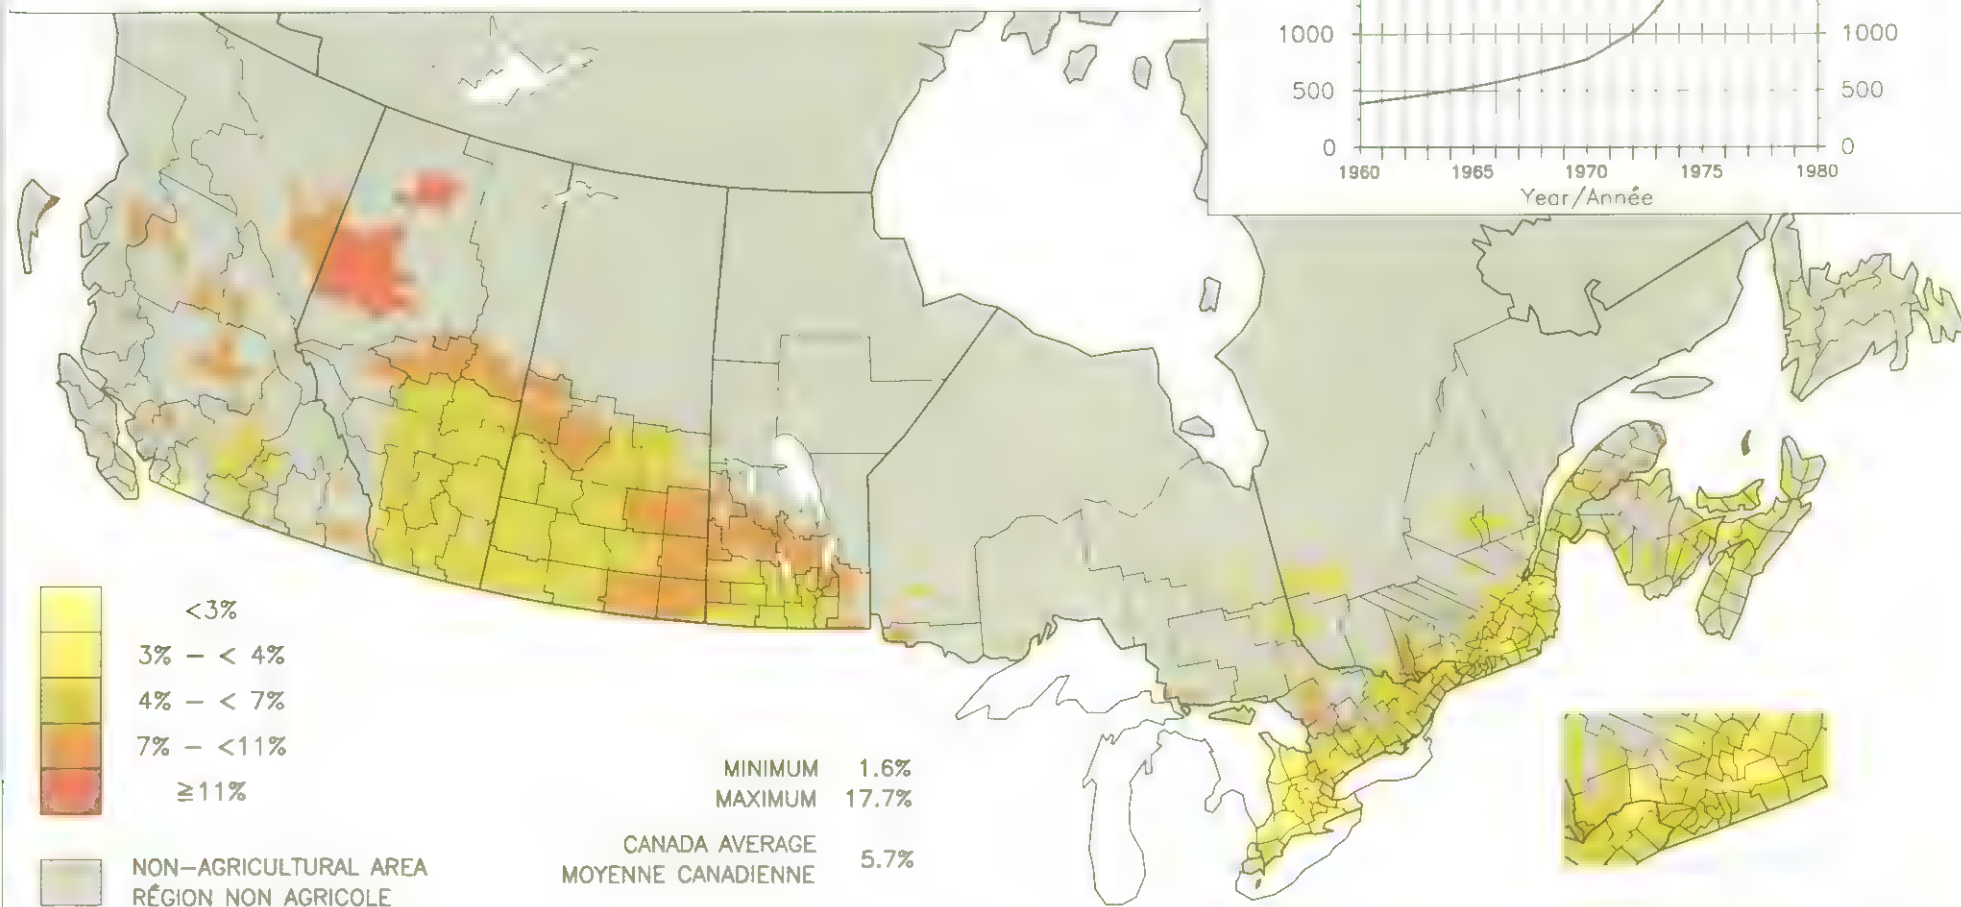 1000 1000
500 500
0 0
1960 1965 1970 1975 1980
Year/Année
<3%
3% – < 4%
4% – < 7%
7% – <11%
≧11%
NON–AGRICULTURAL AREA
RÉGION NON AGRICOLE
MINIMUM 1.6%
MAXIMUM 17.7%
CANADA AVERAGE
MOYENNE CANADIENNE
5.7%